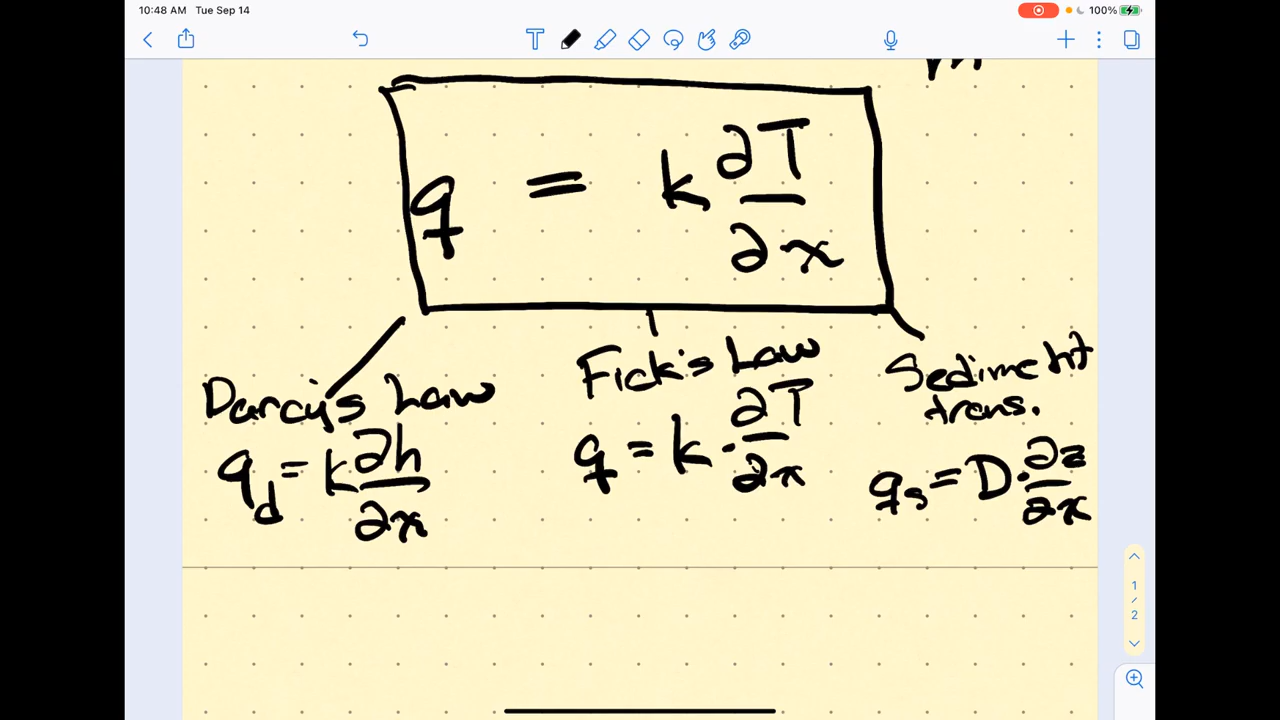 10:48 AM Tue Sep 14
100%
q = k ∂T/∂x
Darcy's Law
q_d = k ∂h/∂x
Fick's Law
q = k · ∂T/∂x
Sediment
trans.
q_s = D · ∂z/∂x
1
/
2